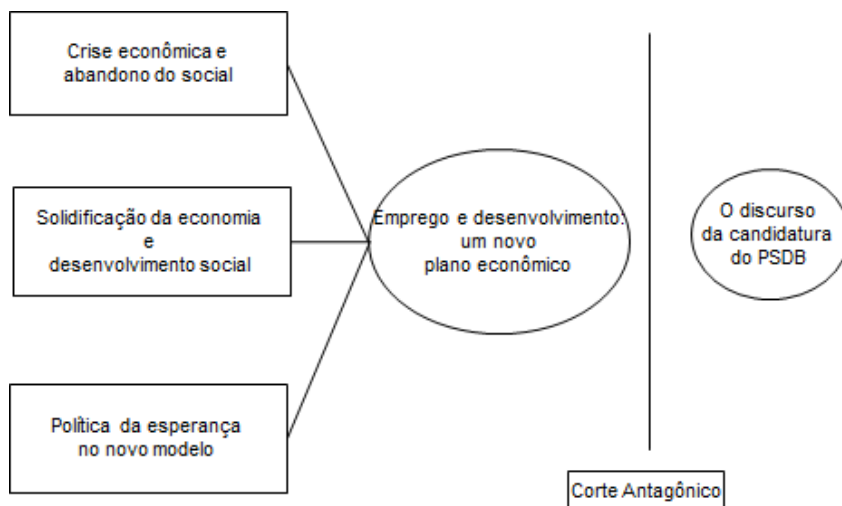 Crise econômica e
abandono do social
Solidificação da economia
e
desenvolvimento social
Política da esperança
no novo modelo
Emprego e desenvolvimento:
um novo
plano econômico
O discurso
da candidatura
do PSDB
Corte Antagônico